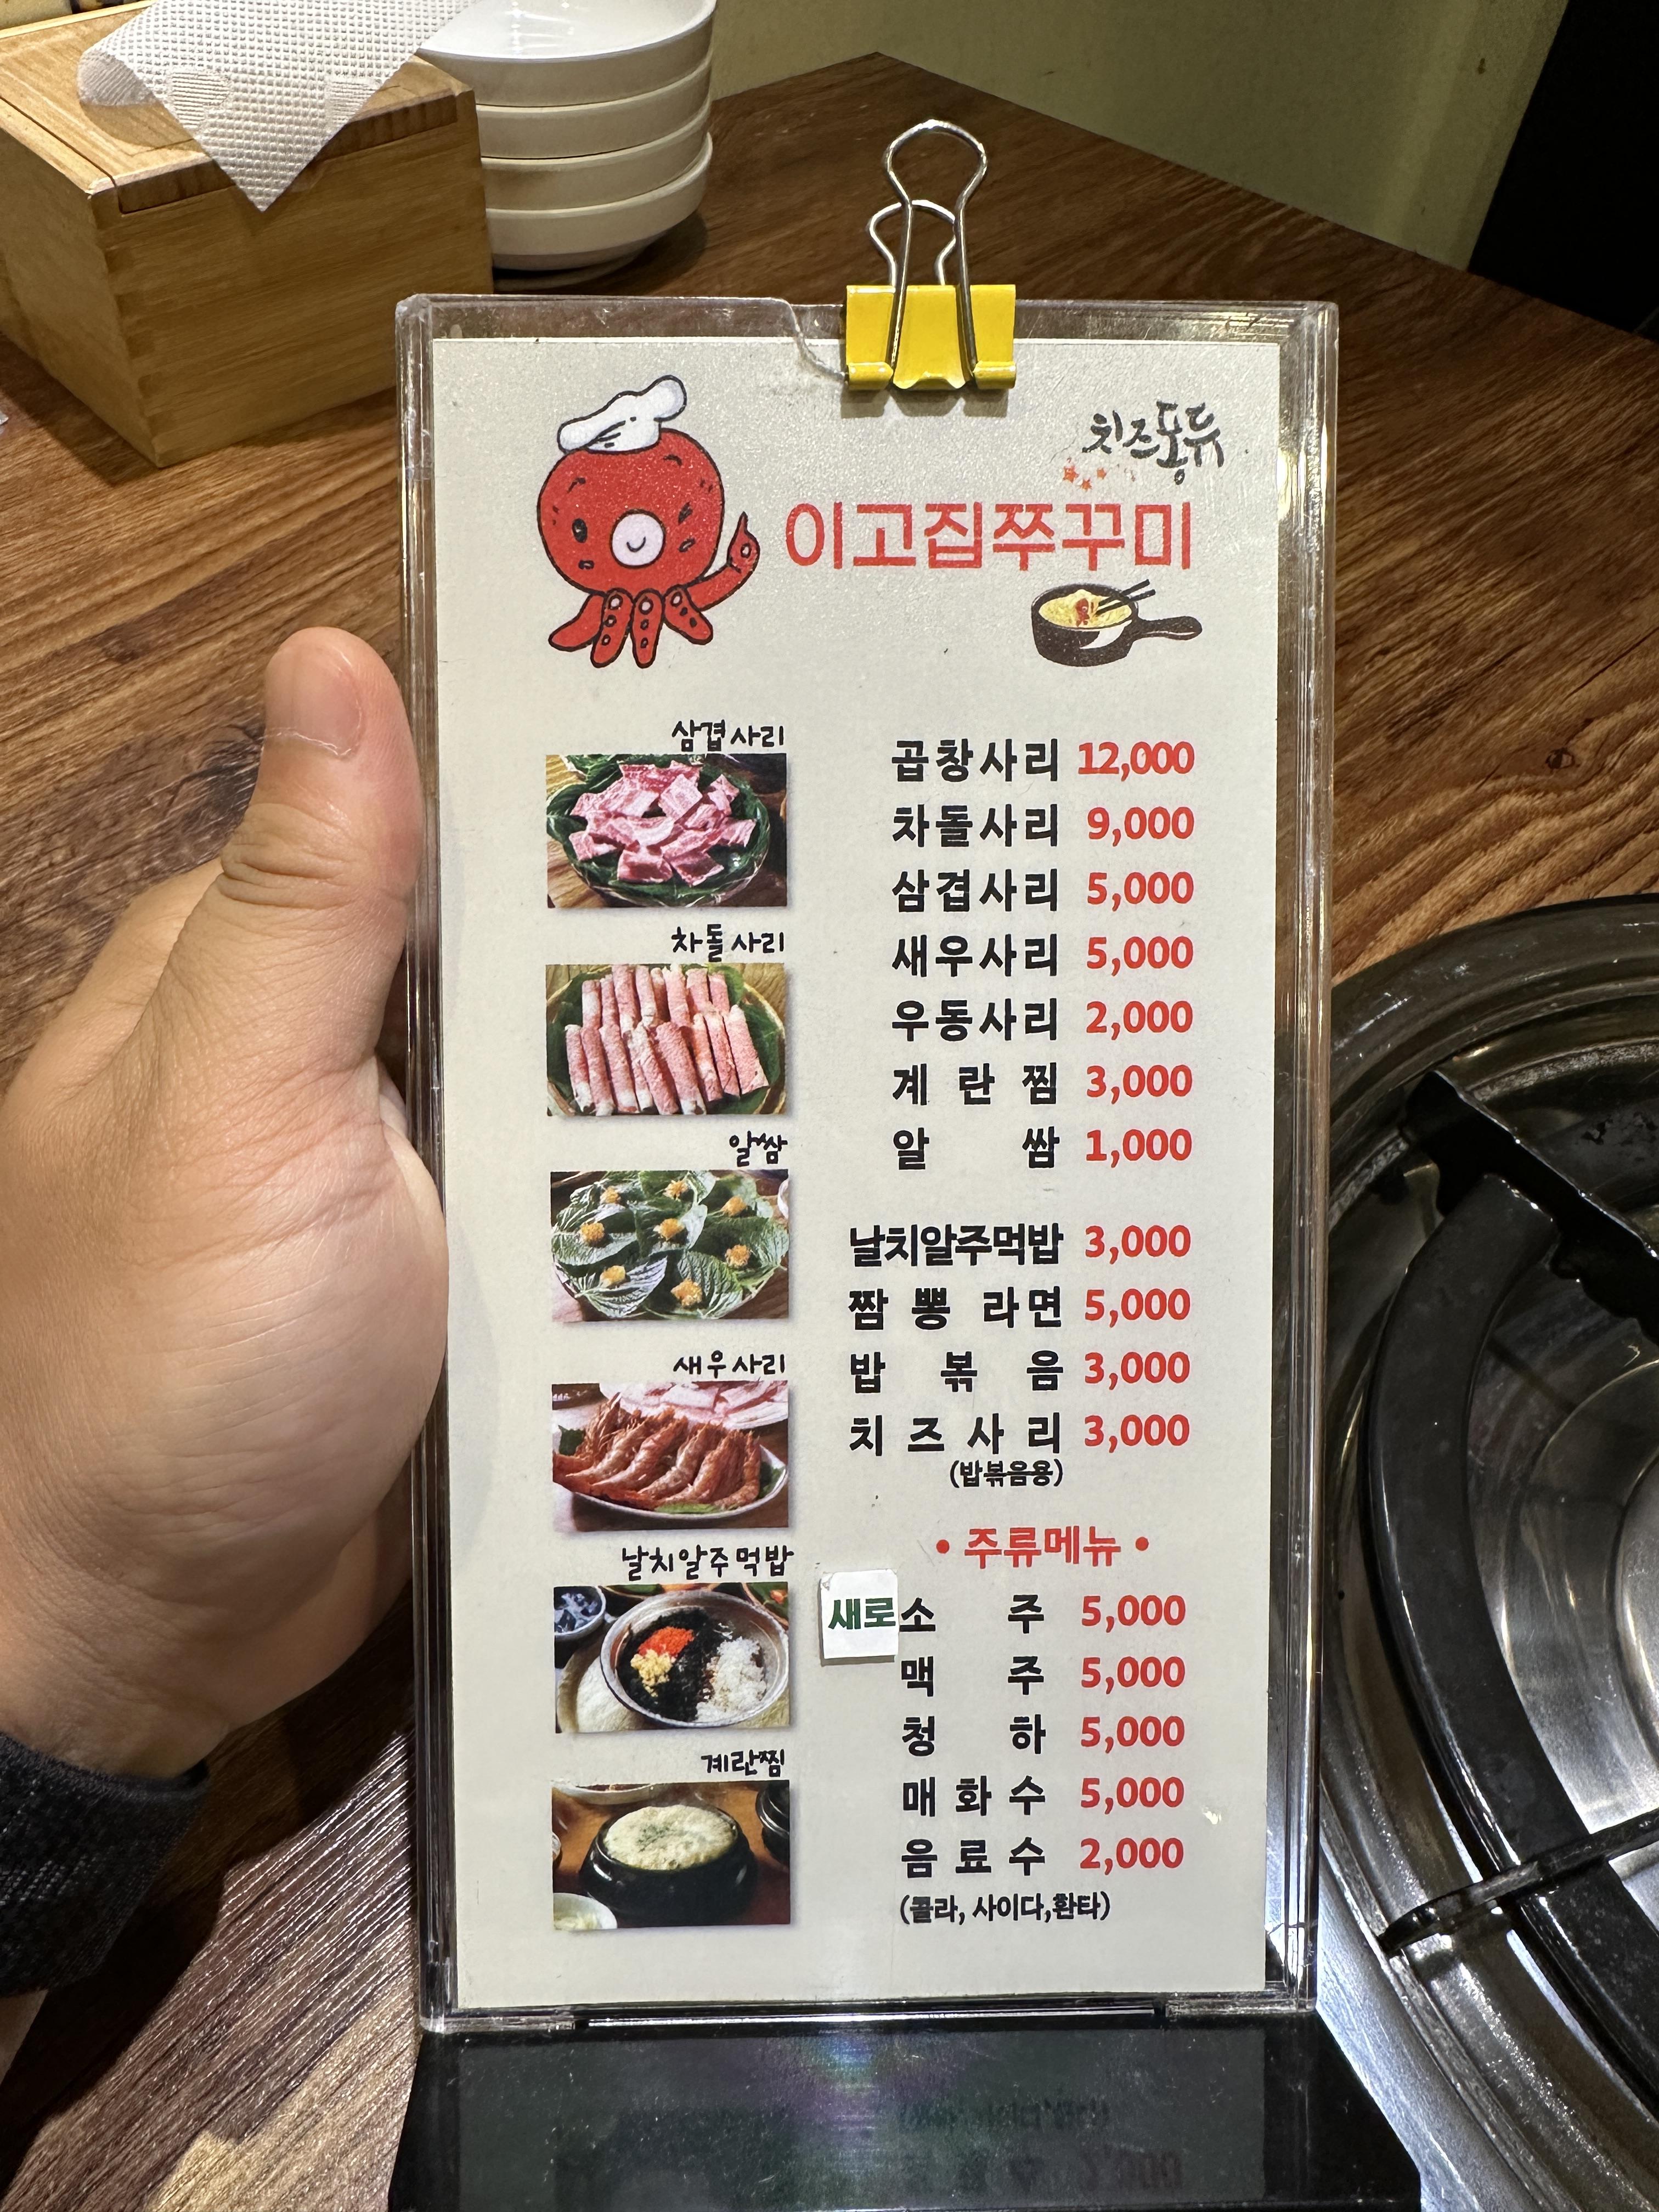 치즈퐁듀
이고집쭈꾸미
삼겹사리
차돌사리
알쌈
새우사리
날치알주먹밥
계란찜
곱창사리 12,000
차돌사리 9,000
삼겹사리 5,000
새우사리 5,000
우동사리 2,000
계란찜 3,000
알쌈 1,000
날치알주먹밥 3,000
짬뽕라면 5,000
밥볶음 3,000
치즈사리 3,000
(밥볶음용)
• 주류메뉴 •
새로 소주 5,000
맥주 5,000
청하 5,000
매화수 5,000
음료수 2,000
(콜라, 사이다,환타)